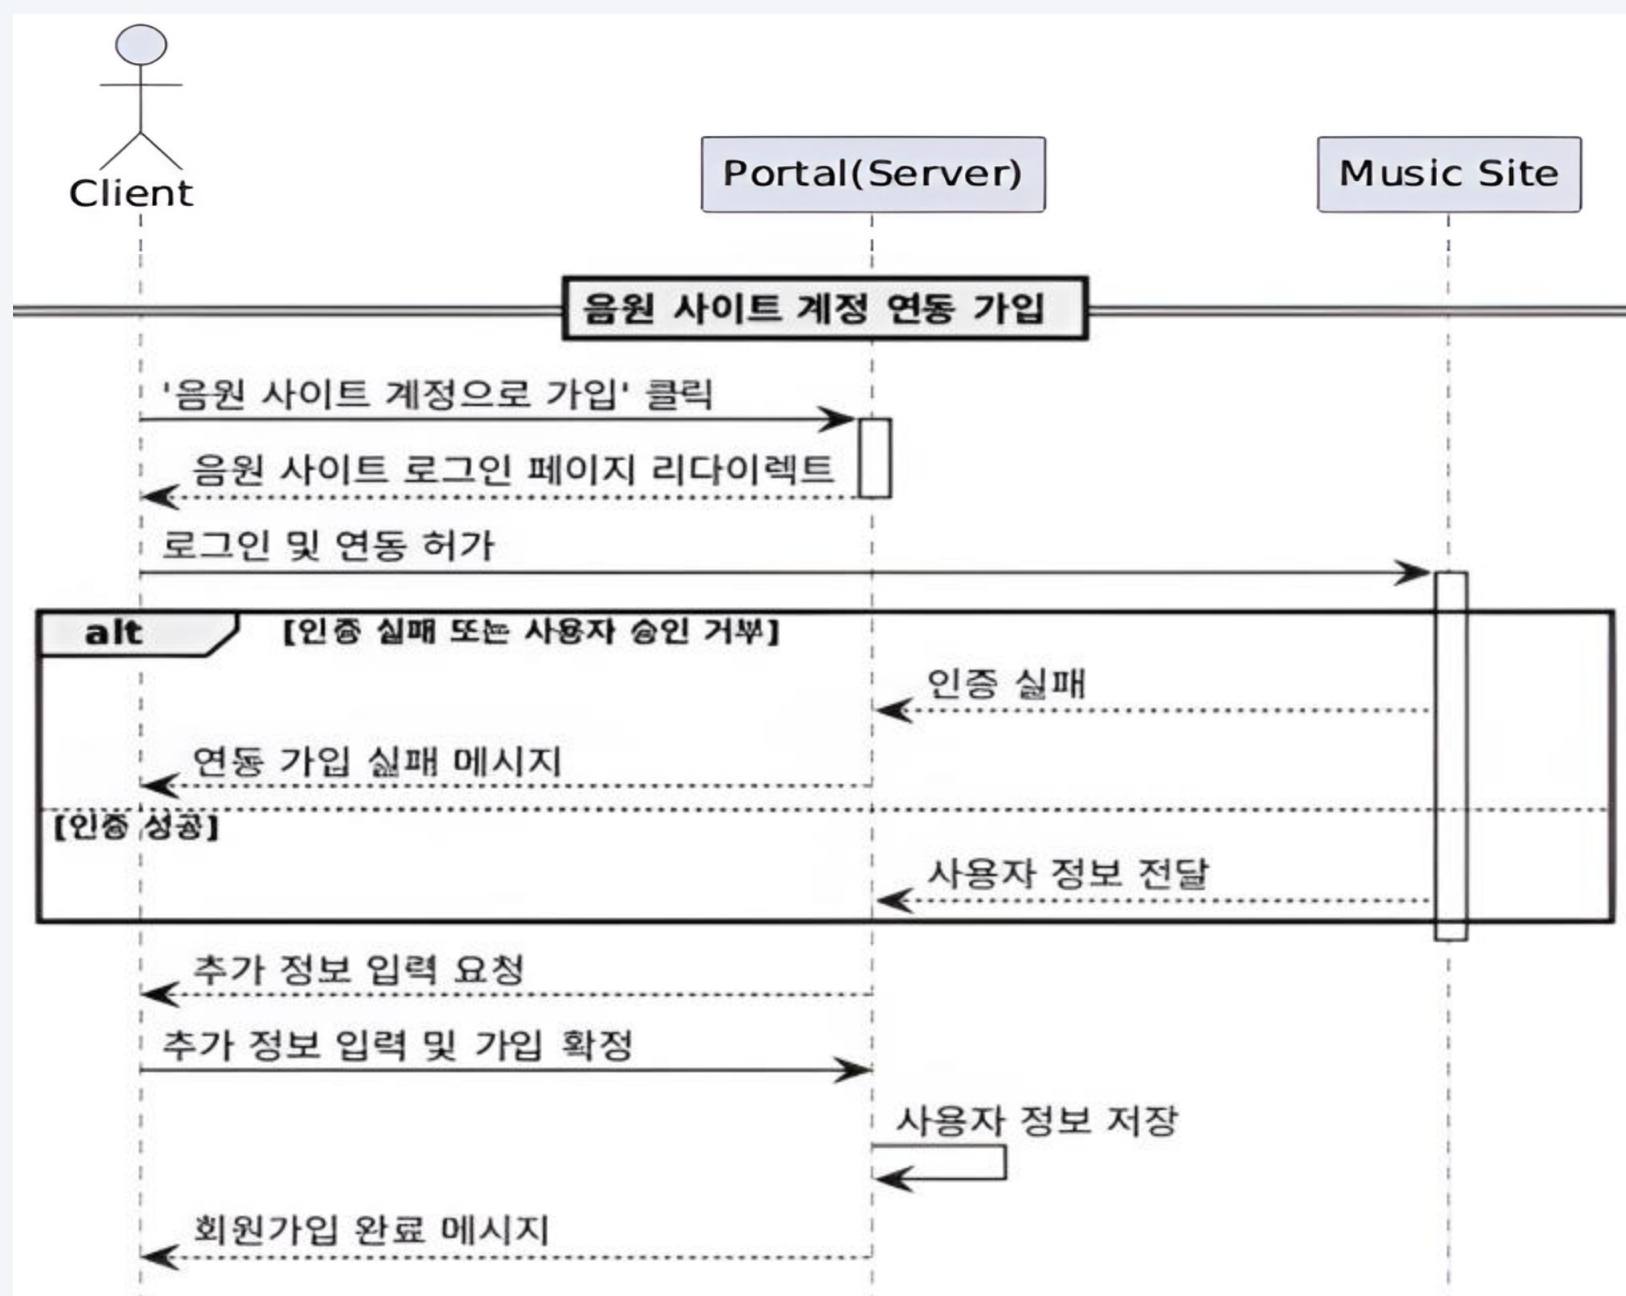 Client
Portal(Server)
Music Site
음원 사이트 계정 연동 가입
'음원 사이트 계정으로 가입' 클릭
음원 사이트 로그인 페이지 리다이렉트
로그인 및 연동 허가
alt [인증 실패 또는 사용자 승인 거부]
인증 실패
연동 가입 실패 메시지
[인증 성공]
사용자 정보 전달
추가 정보 입력 요청
추가 정보 입력 및 가입 확정
사용자 정보 저장
회원가입 완료 메시지